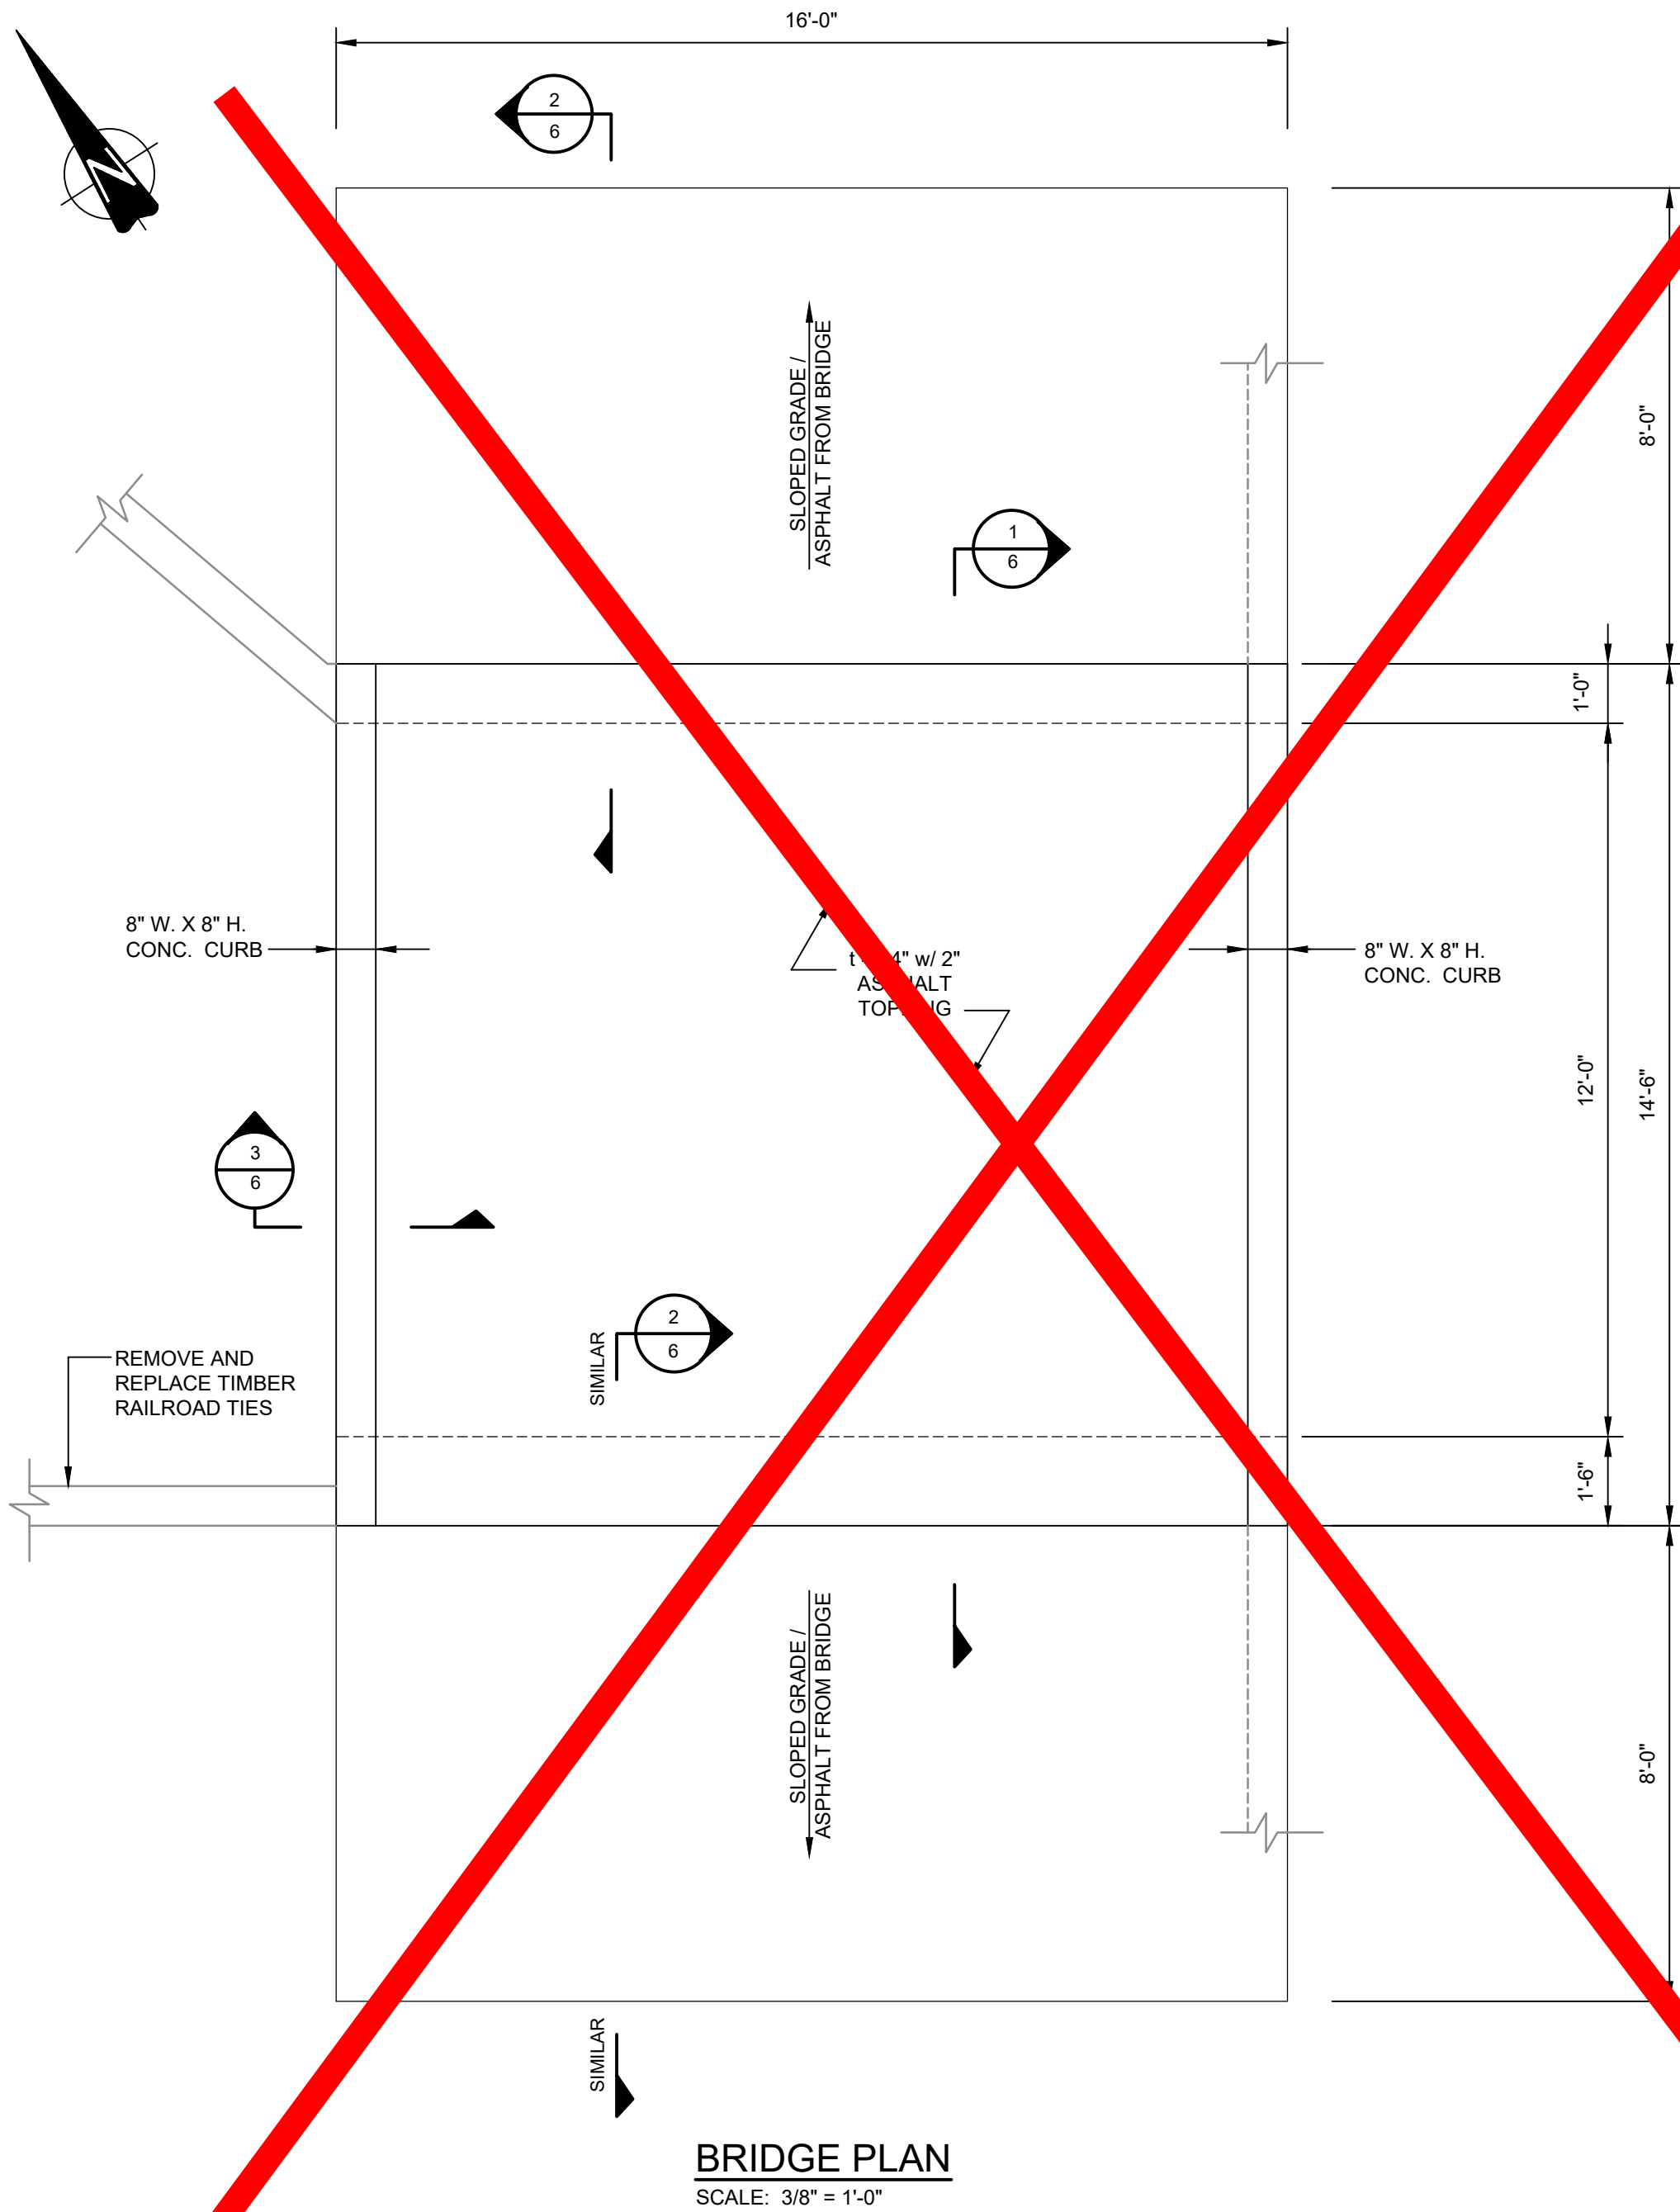 16'-0"
2
6
N
SLOPED GRADE /
ASPHALT FROM BRIDGE
8'-0"
1
6
1'-0"
8" W. X 8" H.
CONC. CURB
t 4" w/ 2"
TOP
8" W. X 8" H.
CONC. CURB
12'-0"
14'-6"
3
6
SIMILAR
2
6
REMOVE AND
REPLACE TIMBER
RAILROAD TIES
1'-6"
SLOPED GRADE /
ASPHALT FROM BRIDGE
8'-0"
SIMILAR
BRIDGE PLAN
SCALE: 3/8" = 1'-0"